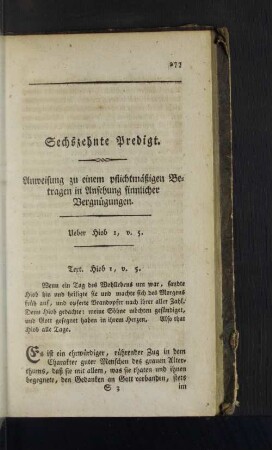 277
Sechszehnte Predigt.
Anweisung zu einem pflichtmäßigen Be-
tragen in Ansehung sinnlicher
Vergnügungen.
Ueber Hiob 1, v. 5.
Text. Hiob 1, v. 5.
Wenn ein Tag des Wohllebens um war, sandte
Hiob hin und heiligte sie und machte sich des Morgens
früh auf, und opferte Brandopfer nach ihrer aller Zahl.
Denn Hiob gedachte: meine Söhne möchten gesündiget,
und Gott gesegnet haben in ihrem Herzen. Also that
Hiob alle Tage.
Es ist ein ehrwürdiger, rührender Zug in dem
Charakter guter Menschen des grauen Alter-
thums, daß sie mit allem, was sie thaten und ihnen
begegnete, den Gedanken an Gott verbanden, stets
S 3
im